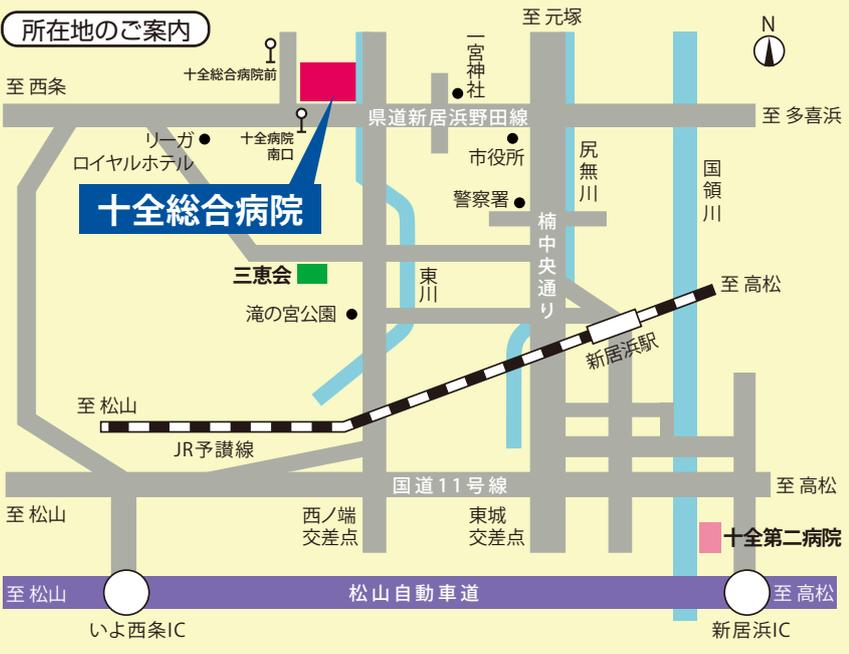 所在地のご案内
至 元塚
N
十全総合病院前
一宮神社
至 西条
県道新居浜野田線
至 多喜浜
リーガ
ロイヤルホテル
十全病院
南口
市役所
尻無川
国領川
警察署
十全総合病院
楠中央通り
三恵会
東川
至 高松
滝の宮公園
新居浜駅
至 松山
JR予讃線
国道11号線
至 高松
至 松山
西ノ端
交差点
東城
交差点
十全第二病院
至 松山
松山自動車道
至 高松
いよ西条IC
新居浜IC